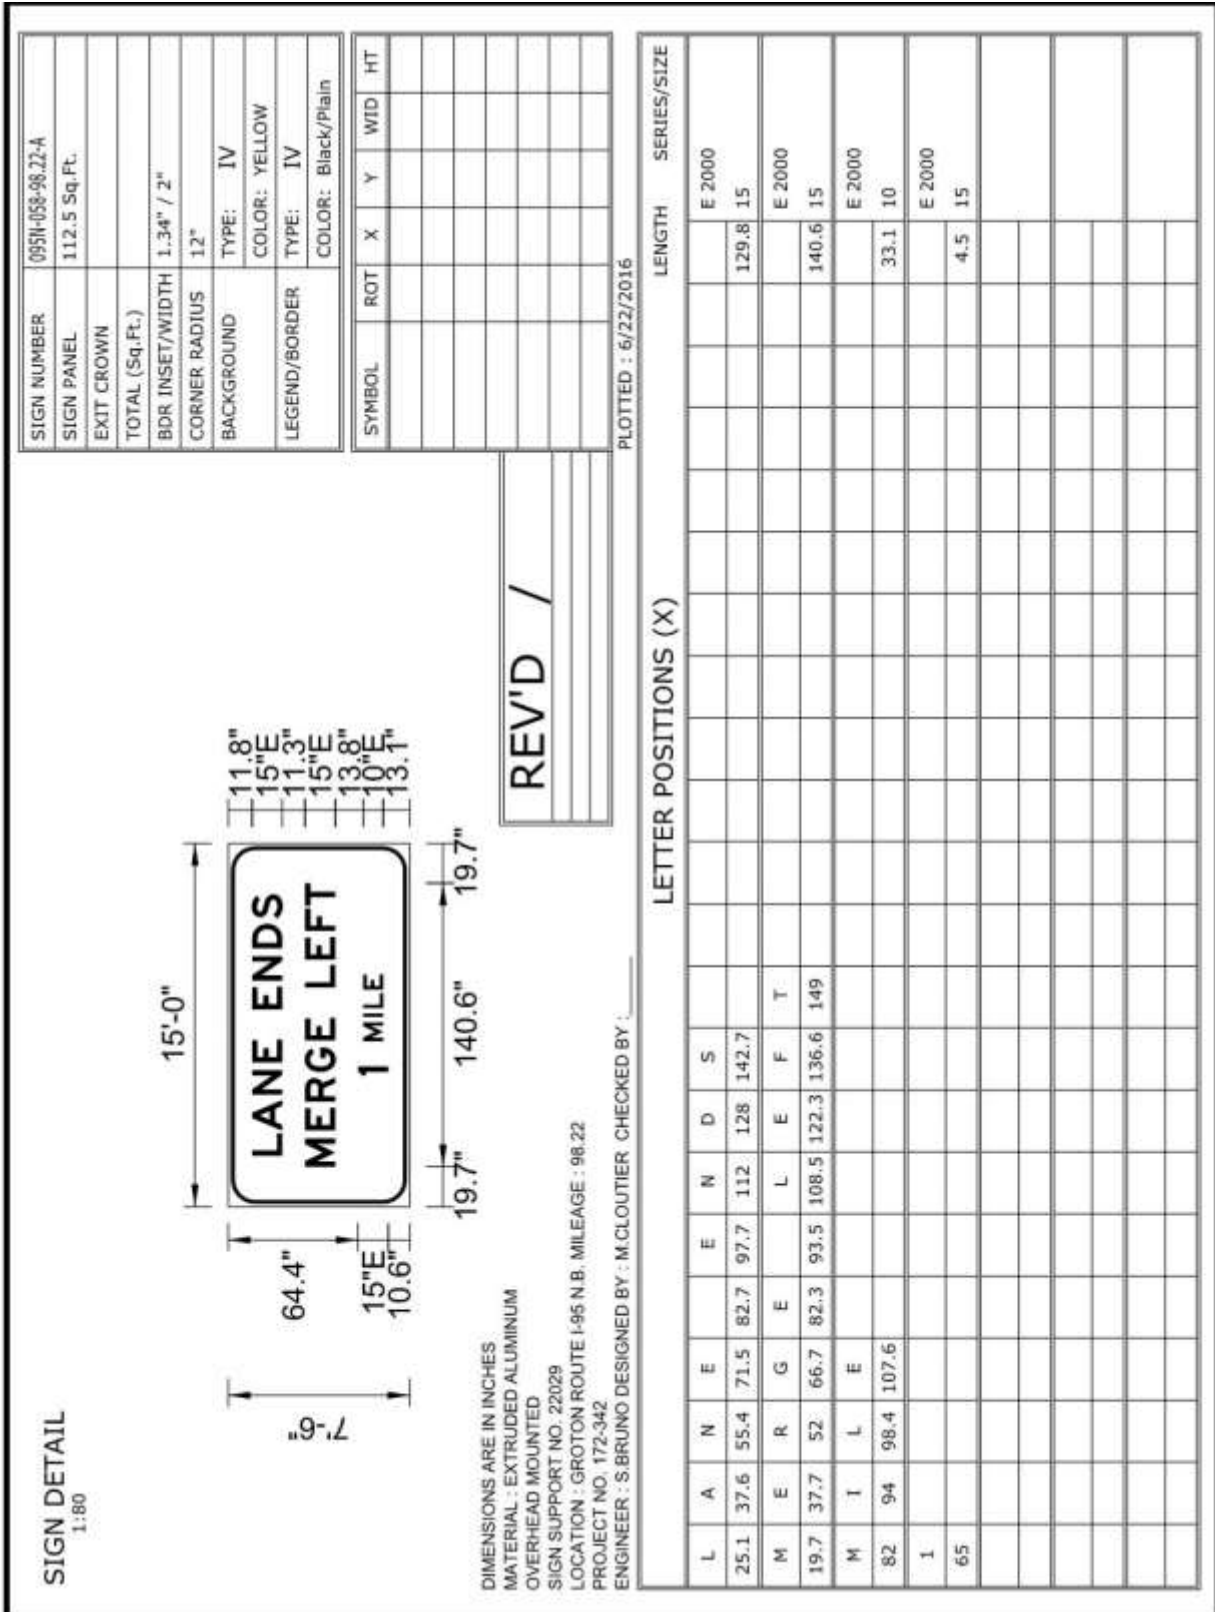 SIGN DETAIL
1:80
SIGN NUMBER 095N-058-98.22-A
SIGN PANEL 112.5 Sq.Ft.
EXIT CROWN
TOTAL (Sq.Ft.)
BDR INSET/WIDTH 1.34" / 2"
CORNER RADIUS 12"
BACKGROUND TYPE: IV
COLOR: YELLOW
LEGEND/BORDER TYPE: IV
COLOR: Black/Plain
SYMBOL ROT X Y WID HT
15'-0"
7'-6"
64.4"
15"E
10.6"
LANE ENDS
MERGE LEFT
1 MILE
11.8"
15"E
11.3"
15"E
13.8"
10"E
13.1"
19.7" 140.6" 19.7"
REV'D /
DIMENSIONS ARE IN INCHES
MATERIAL : EXTRUDED ALUMINUM
OVERHEAD MOUNTED
SIGN SUPPORT NO. 22029
LOCATION : GROTON ROUTE I-95 N.B. MILEAGE : 98.22
PROJECT NO. 172-342
ENGINEER : S.BRUNO DESIGNED BY : M.CLOUTIER CHECKED BY :
PLOTTED : 6/22/2016
LETTER POSITIONS (X) LENGTH SERIES/SIZE
L A N E E N D S E 2000
25.1 37.6 55.4 71.5 82.7 97.7 112 128 142.7 129.8 15
M E R G E L E F T E 2000
19.7 37.7 52 66.7 82.3 93.5 108.5 122.3 136.6 149 140.6 15
M I L E E 2000
82 94 98.4 107.6 33.1 10
1 E 2000
65 4.5 15